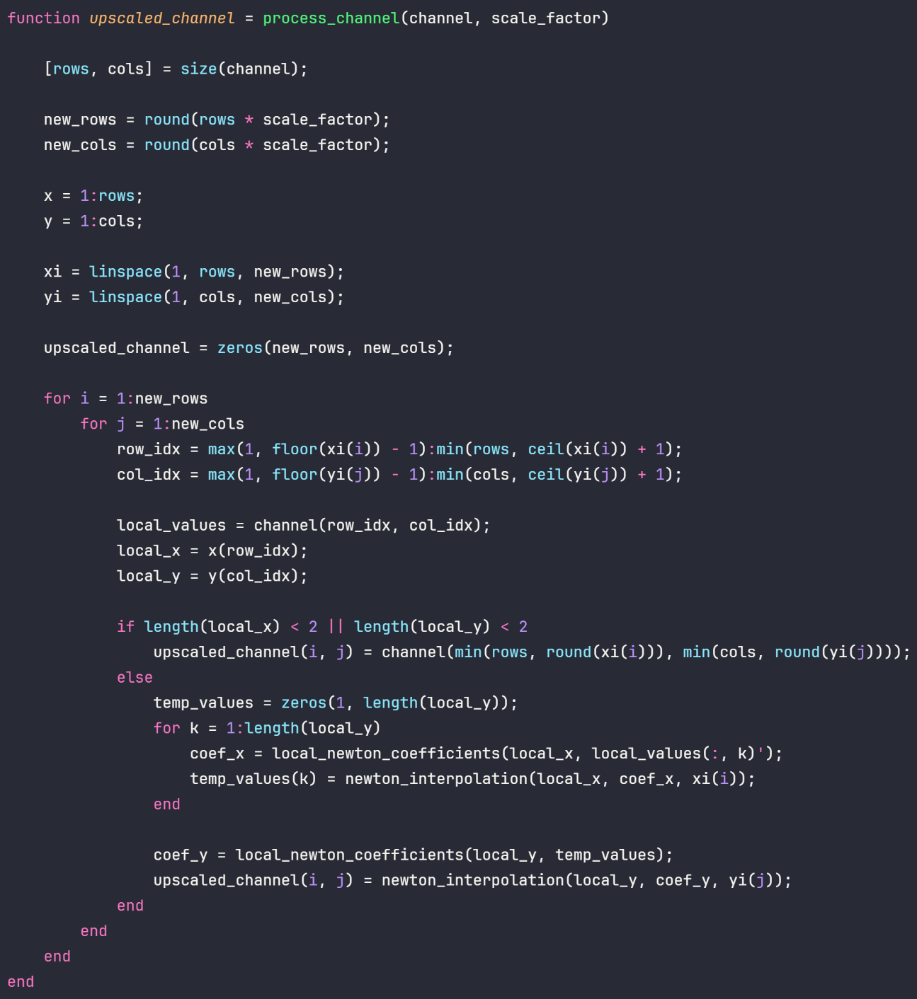 function upscaled_channel = process_channel(channel, scale_factor)
    [rows, cols] = size(channel);
    new_rows = round(rows * scale_factor);
    new_cols = round(cols * scale_factor);
    x = 1:rows;
    y = 1:cols;
    xi = linspace(1, rows, new_rows);
    yi = linspace(1, cols, new_cols);
    upscaled_channel = zeros(new_rows, new_cols);
    for i = 1:new_rows
        for j = 1:new_cols
            row_idx = max(1, floor(xi(i)) - 1):min(rows, ceil(xi(i)) + 1);
            col_idx = max(1, floor(yi(j)) - 1):min(cols, ceil(yi(j)) + 1);
            local_values = channel(row_idx, col_idx);
            local_x = x(row_idx);
            local_y = y(col_idx);
            if length(local_x) < 2 || length(local_y) < 2
                upscaled_channel(i, j) = channel(min(rows, round(xi(i))), min(cols, round(yi(j))));
            else
                temp_values = zeros(1, length(local_y));
                for k = 1:length(local_y)
                    coef_x = local_newton_coefficients(local_x, local_values(:, k)');
                    temp_values(k) = newton_interpolation(local_x, coef_x, xi(i));
                end
                coef_y = local_newton_coefficients(local_y, temp_values);
                upscaled_channel(i, j) = newton_interpolation(local_y, coef_y, yi(j));
            end
        end
    end
end